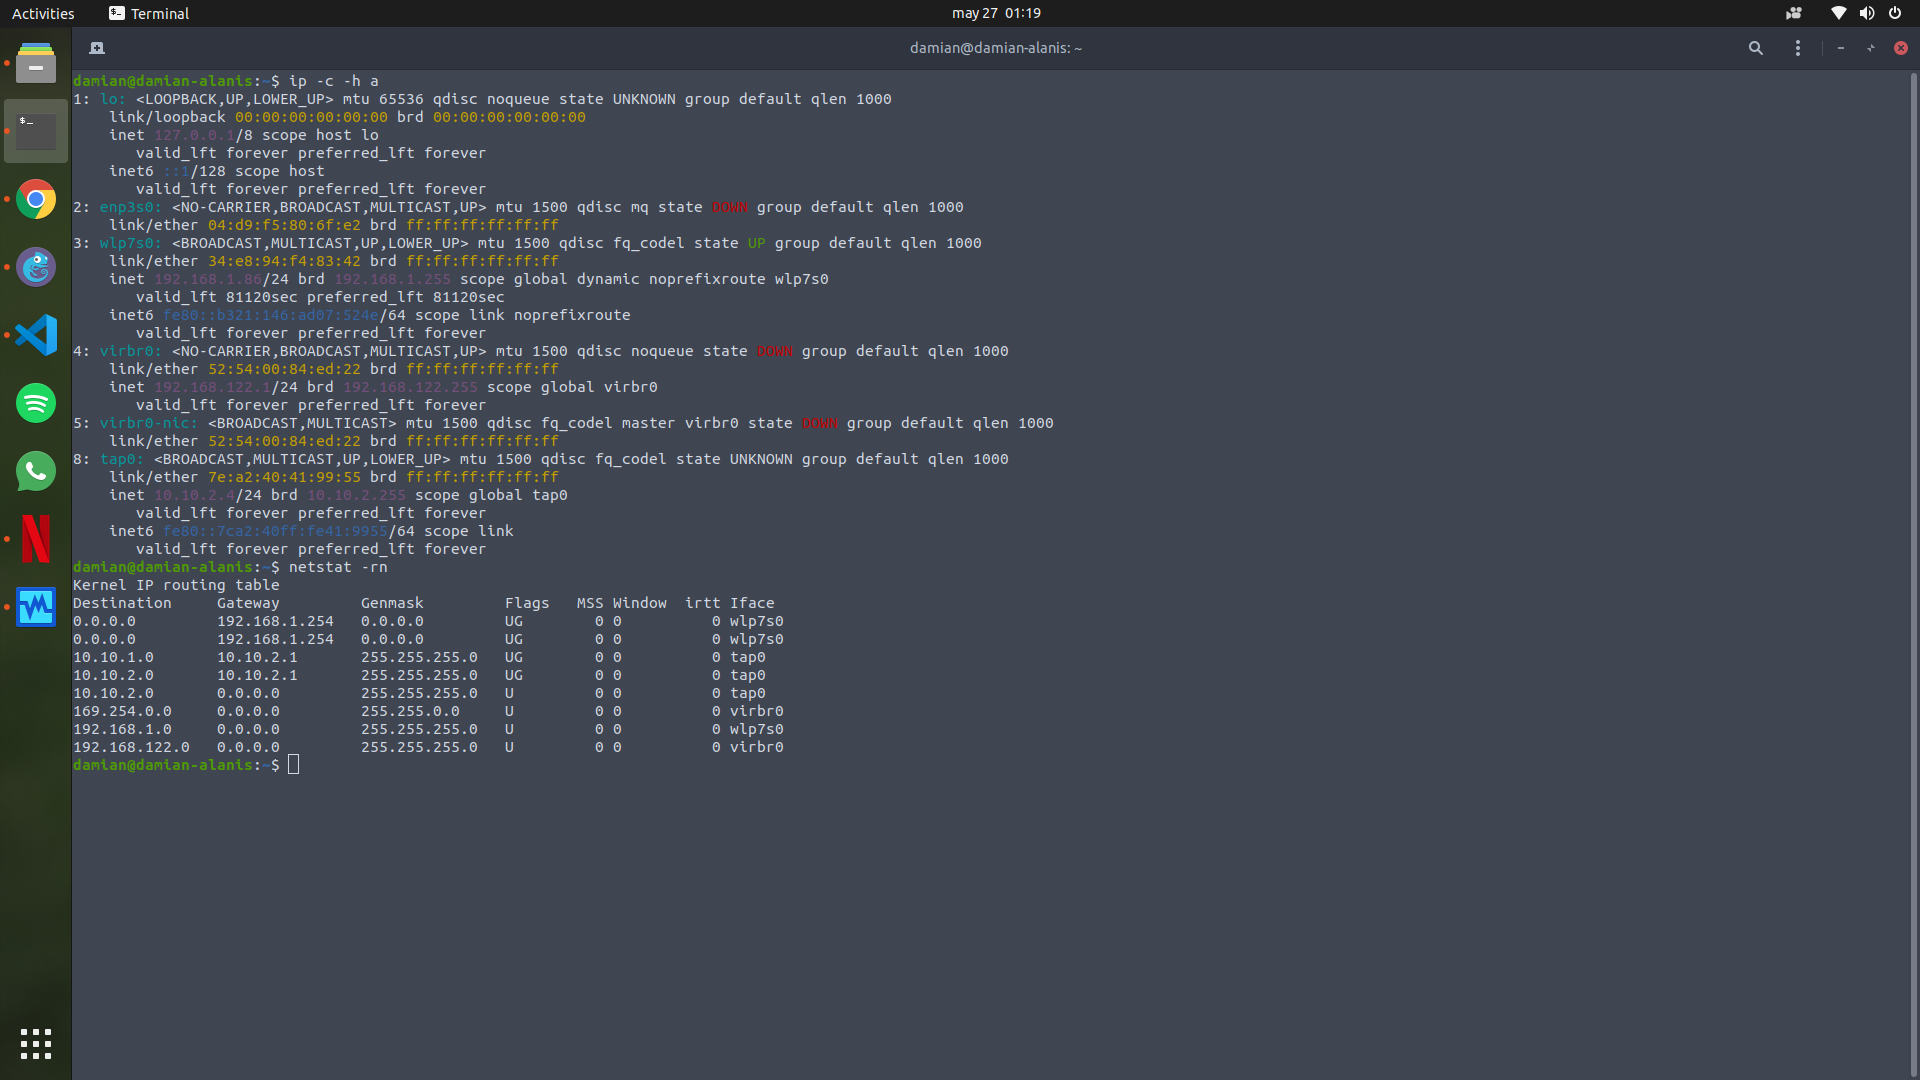 Activities Terminal may 27 01:19
damian@damian-alanis: ~
damian@damian-alanis:~$ ip -c -h a
1: lo: <LOOPBACK,UP,LOWER_UP> mtu 65536 qdisc noqueue state UNKNOWN group default qlen 1000
    link/loopback 00:00:00:00:00:00 brd 00:00:00:00:00:00
    inet 127.0.0.1/8 scope host lo
       valid_lft forever preferred_lft forever
    inet6 ::1/128 scope host
       valid_lft forever preferred_lft forever
2: enp3s0: <NO-CARRIER,BROADCAST,MULTICAST,UP> mtu 1500 qdisc mq state DOWN group default qlen 1000
    link/ether 04:d9:f5:80:6f:e2 brd ff:ff:ff:ff:ff:ff
3: wlp7s0: <BROADCAST,MULTICAST,UP,LOWER_UP> mtu 1500 qdisc fq_codel state UP group default qlen 1000
    link/ether 34:e8:94:f4:83:42 brd ff:ff:ff:ff:ff:ff
    inet 192.168.1.86/24 brd 192.168.1.255 scope global dynamic noprefixroute wlp7s0
       valid_lft 81120sec preferred_lft 81120sec
    inet6 fe80::b321:146:ad07:524e/64 scope link noprefixroute
       valid_lft forever preferred_lft forever
4: virbr0: <NO-CARRIER,BROADCAST,MULTICAST,UP> mtu 1500 qdisc noqueue state DOWN group default qlen 1000
    link/ether 52:54:00:84:ed:22 brd ff:ff:ff:ff:ff:ff
    inet 192.168.122.1/24 brd 192.168.122.255 scope global virbr0
       valid_lft forever preferred_lft forever
5: virbr0-nic: <BROADCAST,MULTICAST> mtu 1500 qdisc fq_codel master virbr0 state DOWN group default qlen 1000
    link/ether 52:54:00:84:ed:22 brd ff:ff:ff:ff:ff:ff
8: tap0: <BROADCAST,MULTICAST,UP,LOWER_UP> mtu 1500 qdisc fq_codel state UNKNOWN group default qlen 1000
    link/ether 7e:a2:40:41:99:55 brd ff:ff:ff:ff:ff:ff
    inet 10.10.2.4/24 brd 10.10.2.255 scope global tap0
       valid_lft forever preferred_lft forever
    inet6 fe80::7ca2:40ff:fe41:9955/64 scope link
       valid_lft forever preferred_lft forever
damian@damian-alanis:~$ netstat -rn
Kernel IP routing table
Destination     Gateway         Genmask         Flags   MSS Window  irtt Iface
0.0.0.0         192.168.1.254   0.0.0.0         UG        0 0          0 wlp7s0
0.0.0.0         192.168.1.254   0.0.0.0         UG        0 0          0 wlp7s0
10.10.1.0       10.10.2.1       255.255.255.0   UG        0 0          0 tap0
10.10.2.0       10.10.2.1       255.255.255.0   UG        0 0          0 tap0
10.10.2.0       0.0.0.0         255.255.255.0   U         0 0          0 tap0
169.254.0.0     0.0.0.0         255.255.0.0     U         0 0          0 virbr0
192.168.1.0     0.0.0.0         255.255.255.0   U         0 0          0 wlp7s0
192.168.122.0   0.0.0.0         255.255.255.0   U         0 0          0 virbr0
damian@damian-alanis:~$